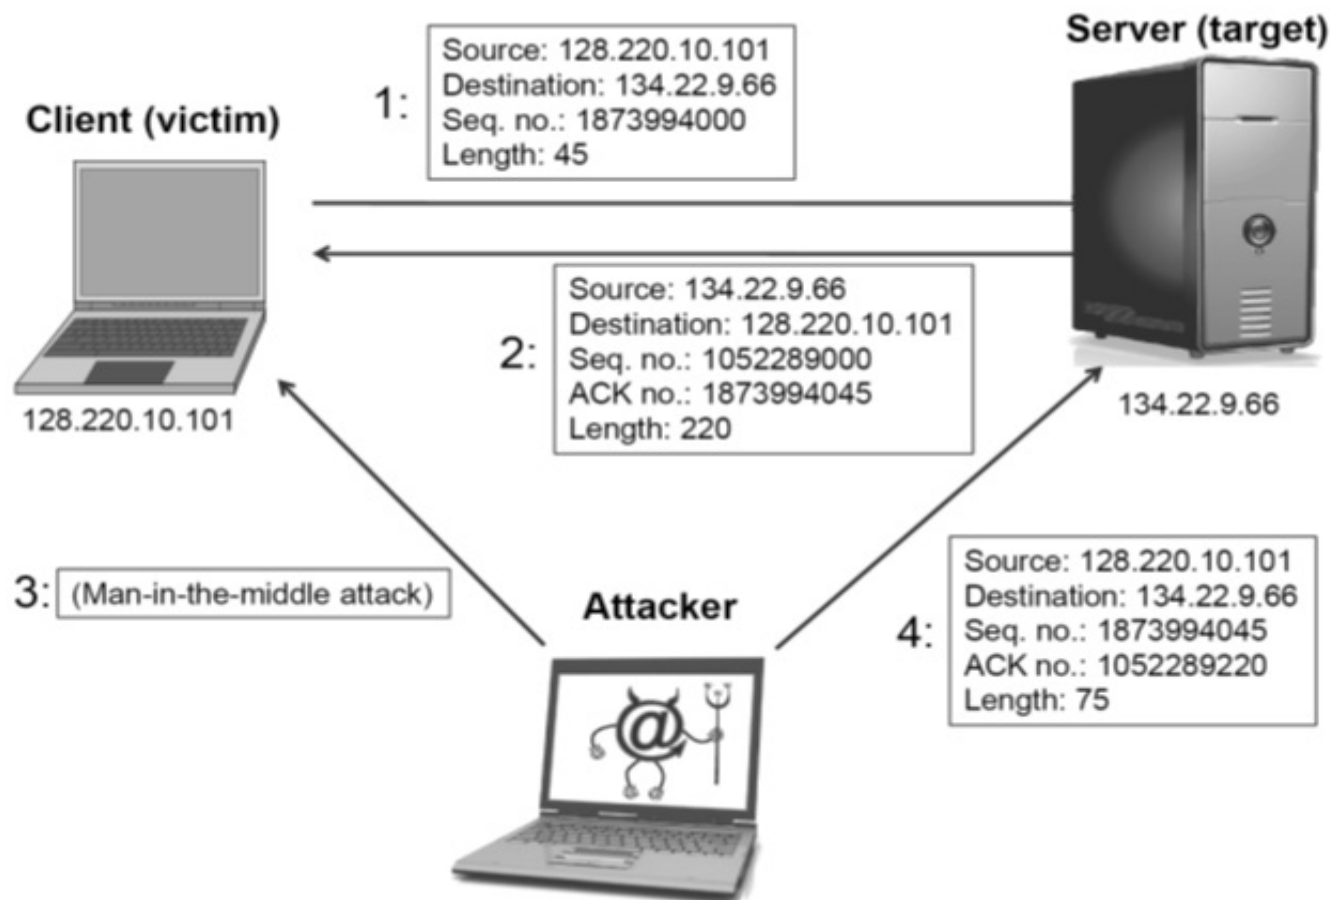 Server (target)
Client (victim)
1:
Source: 128.220.10.101
Destination: 134.22.9.66
Seq. no.: 1873994000
Length: 45
2:
Source: 134.22.9.66
Destination: 128.220.10.101
Seq. no.: 1052289000
ACK no.: 1873994045
Length: 220
128.220.10.101
134.22.9.66
3:
(Man-in-the-middle attack)
Attacker
4:
Source: 128.220.10.101
Destination: 134.22.9.66
Seq. no.: 1873994045
ACK no.: 1052289220
Length: 75
@